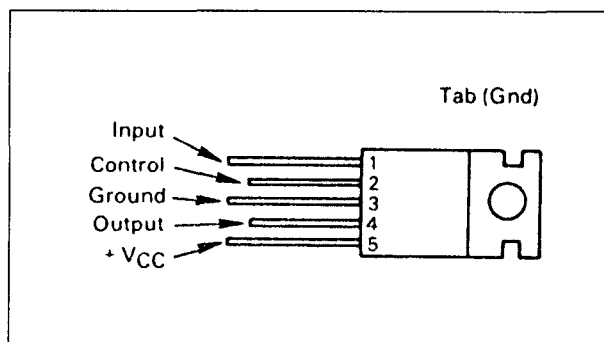 Tab (Gnd)
Input
Control
Ground
Output
+ VCC
1
2
3
4
5